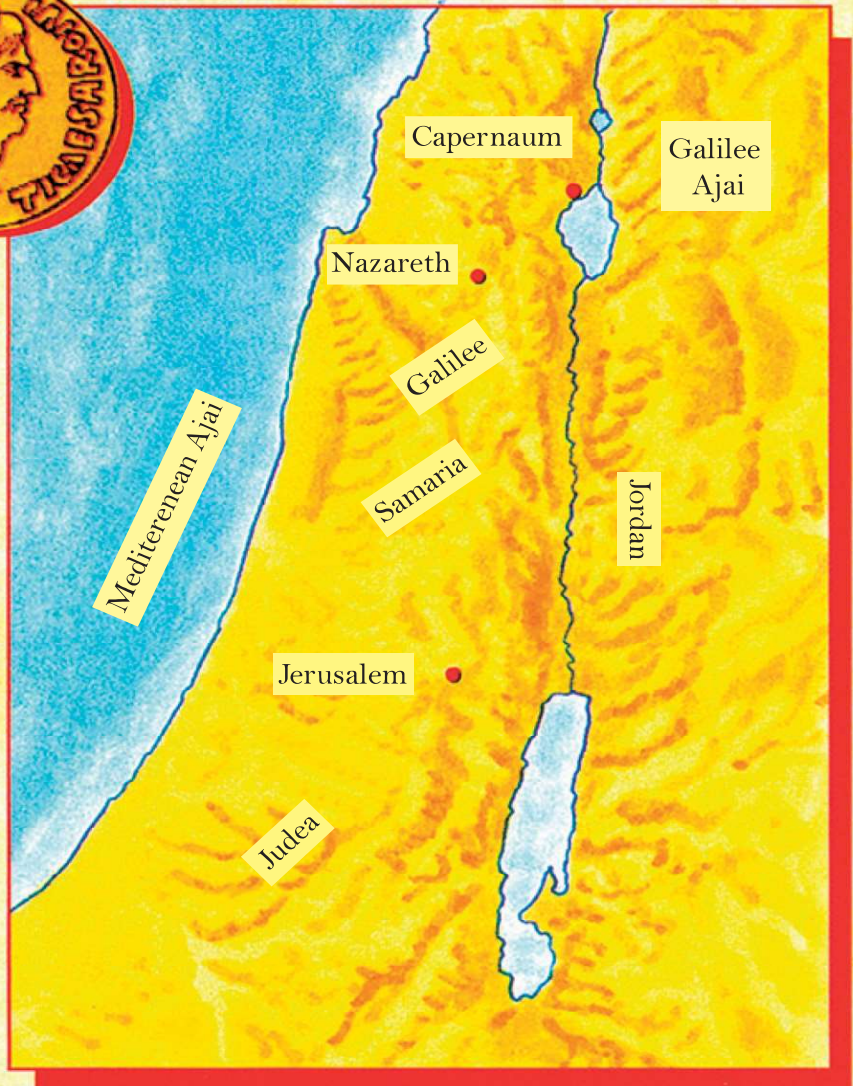 Capernaum
Galilee
Ajai
Nazareth
Galilee
Mediterenean Ajai
Samaria
Jordan
Jerusalem
Judea